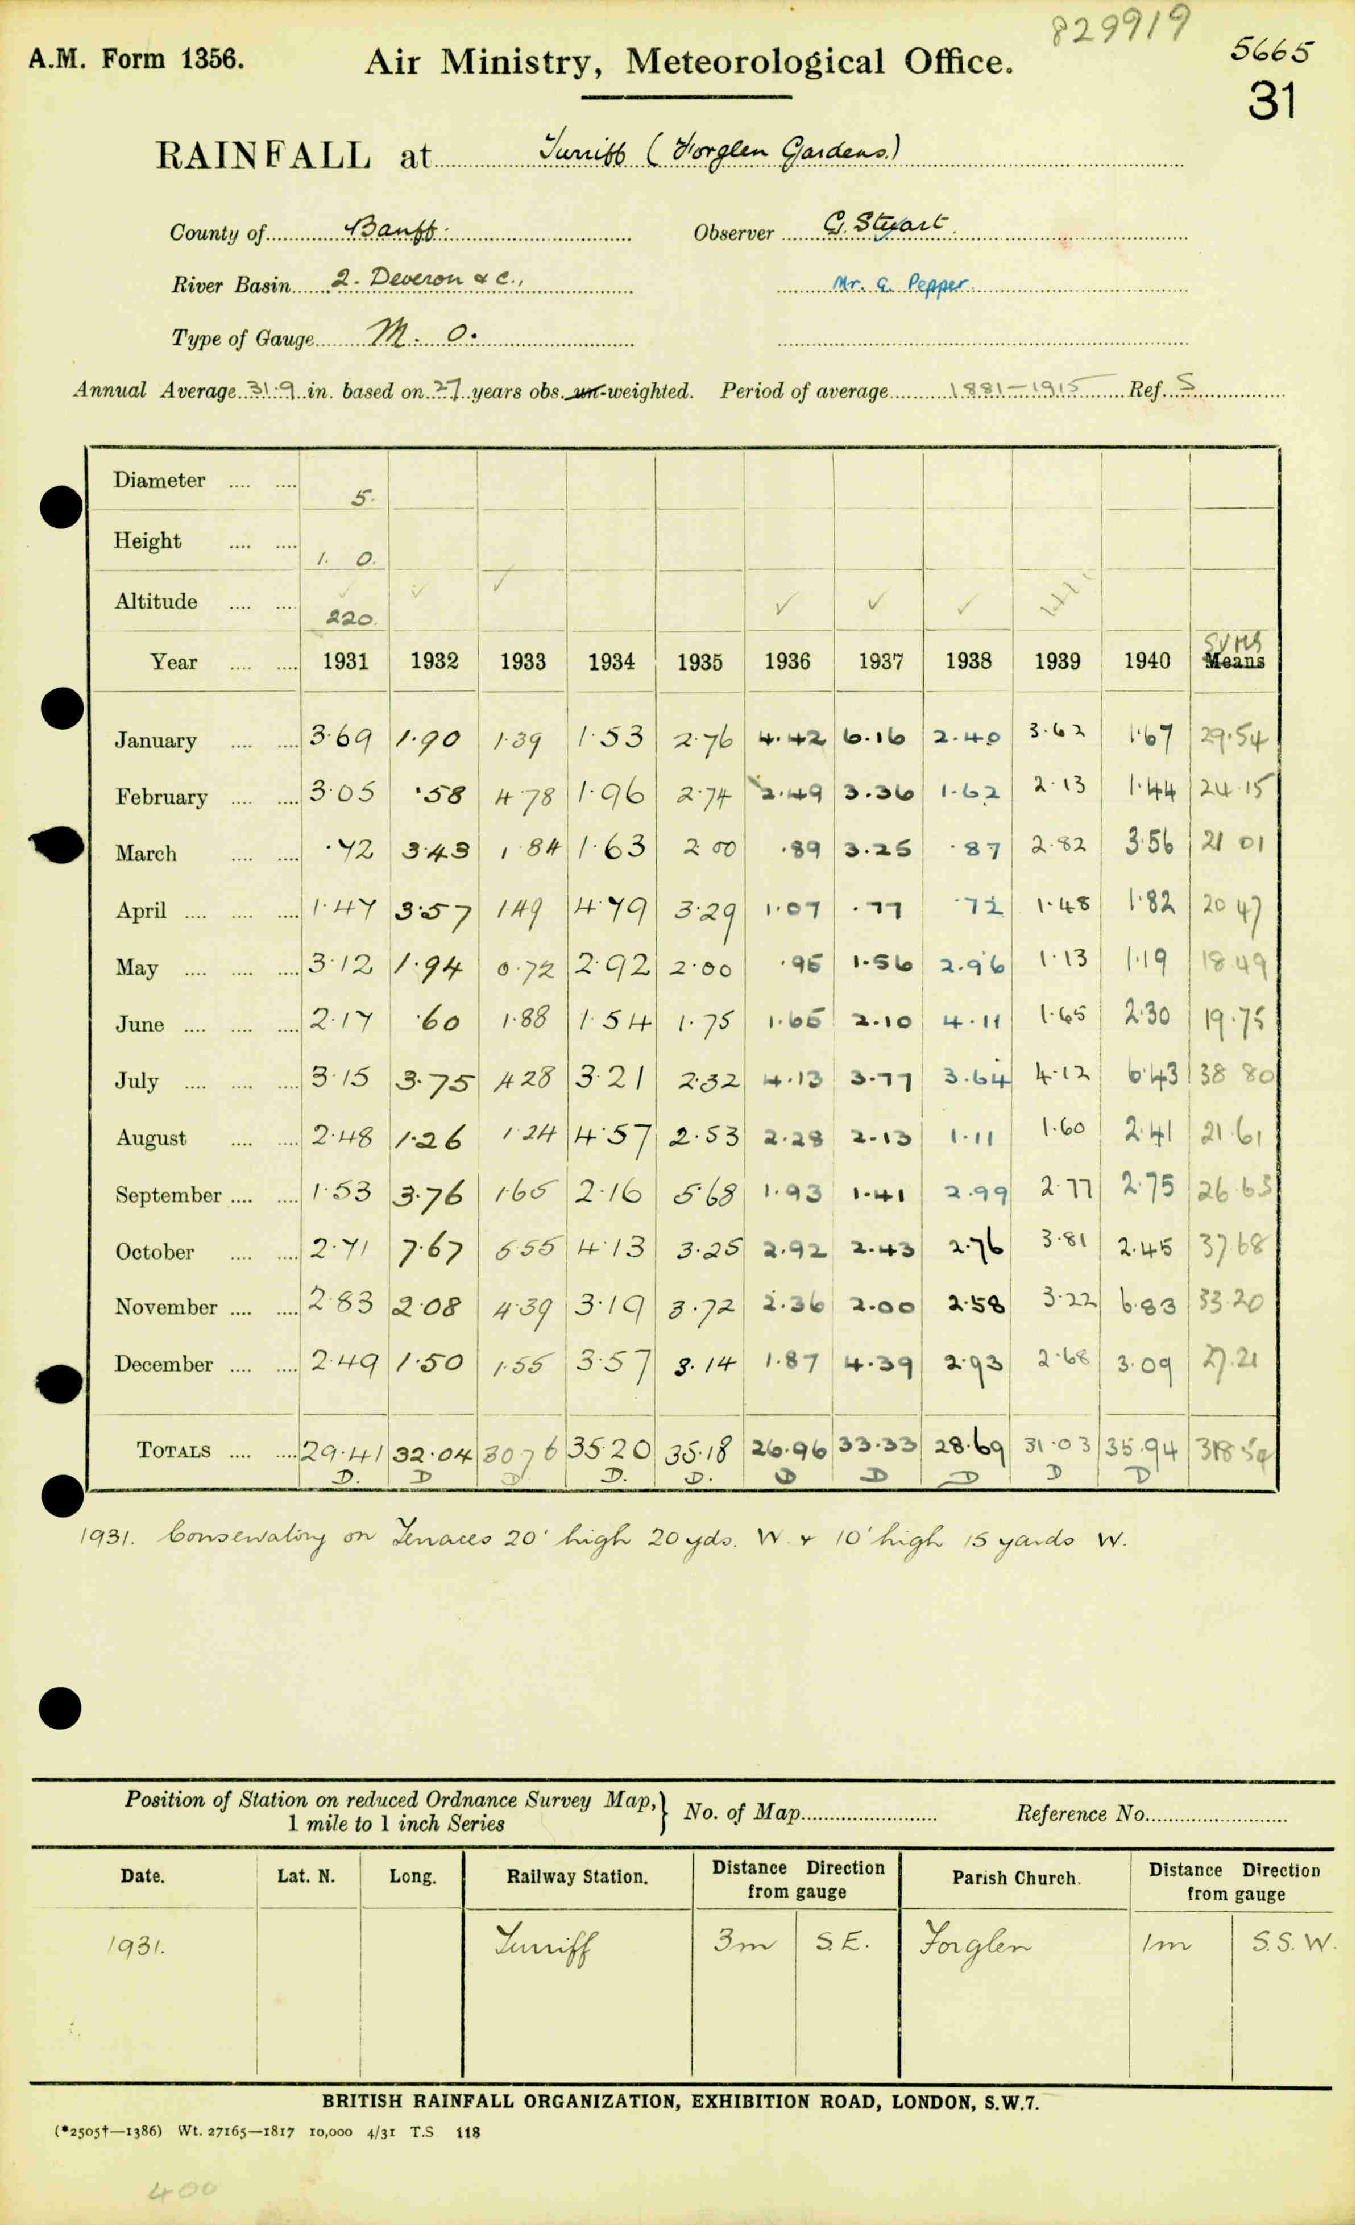 829919
A.M. Form 1356. Air Ministry, Meteorological Office. 5665
31
RAINFALL at Turriff (Forglen Gardens.)
County of Banff. Observer G. Stewart.
River Basin 2. Deveron & c., Mr. G. Pepper
Type of Gauge M. O.
Annual Average 31.9 in. based on 27 years obs. un-weighted. Period of average 1881-1915 Ref. S
Diameter 5.
Height 1. 0.
Altitude 220.
Sums
Year 1931 1932 1933 1934 1935 1936 1937 1938 1939 1940 Means
January 3.69 1.90 1.39 1.53 2.76 4.42 6.16 2.40 3.62 1.67 29.54
February 3.05 .58 4.78 1.96 2.74 2.49 3.36 1.62 2.13 1.44 24.15
March .72 3.43 1.84 1.63 2.00 .89 3.25 .87 2.82 3.56 21 01
April 1.47 3.57 1.49 4.79 3.29 1.07 .77 .72 1.48 1.82 20 47
May 3.12 1.94 0.72 2.92 2.00 .95 1.56 2.96 1.13 1.19 18.49
June 2.17 .60 1.88 1.54 1.75 1.65 2.10 4.11 1.65 2.30 19.75
July 3.15 3.75 4.28 3.21 2.32 4.13 3.77 3.64 4.12 6.43 38 80
August 2.48 1.26 1.24 4.57 2.53 2.28 2.13 1.11 1.60 2.41 21.61
September 1.53 3.76 1.65 2.16 5.68 1.93 1.41 2.99 2.77 2.75 26 63
October 2.71 7.67 5.55 4.13 3.25 2.92 2.43 2.76 3.81 2.45 37 68
November 2.83 2.08 4.39 3.19 3.72 2.36 2.00 2.58 3.22 6.83 33.20
December 2.49 1.50 1.55 3.57 3.14 1.87 4.39 2.93 2.68 3.09 27.21
TOTALS 29.41 32.04 30.76 35.20 35.18 26.96 33.33 28.69 31.03 35.94 318 54
D. D D D. D. D D D D D
1931. Conservatory on Terraces 20' high 20 yds. W. & 10' high 15 yards W.
Position of Station on reduced Ordnance Survey Map, 1 mile to 1 inch Series } No. of Map Reference No.
Date. Lat. N. Long. Railway Station. Distance Direction from gauge Parish Church. Distance Direction from gauge
1931. Turriff 3m S.E. Forglen 1m S.S.W.
BRITISH RAINFALL ORGANIZATION, EXHIBITION ROAD, LONDON, S.W.7.
(*2505†—1386) Wt. 27165—1817 10,000 4/31 T.S 118
400